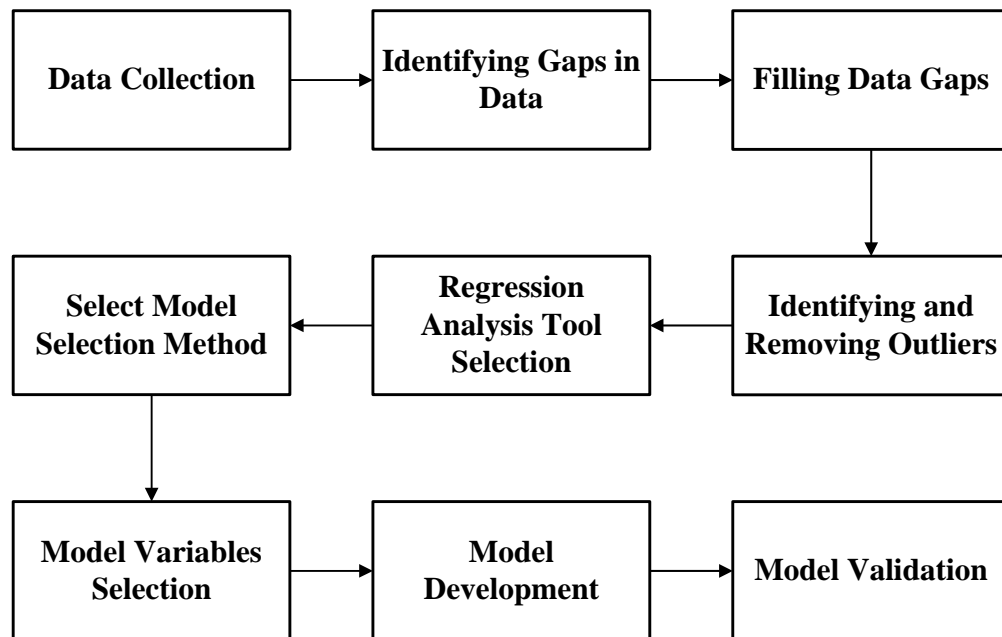 Data Collection
Identifying Gaps in
Data
Filling Data Gaps
Identifying and
Removing Outliers
Regression
Analysis Tool
Selection
Select Model
Selection Method
Model Variables
Selection
Model
Development
Model Validation